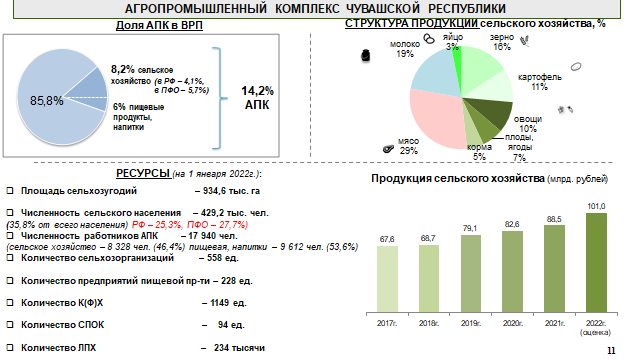 АГРОПРОМЫШЛЕННЫЙ КОМПЛЕКС ЧУВАШСКОЙ РЕСПУБЛИКИ
Доля АПК в ВРП
85,8%
8,2% сельское
хозяйство (в РФ – 4,1%,
в ПФО – 5,7%)
6% пищевые
продукты,
напитки
14,2%
АПК
СТРУКТУРА ПРОДУКЦИИ сельского хозяйства, %
яйцо
3%
зерно
16%
молоко
19%
картофель
11%
овощи
10%
плоды,
ягоды
7%
корма
5%
мясо
29%
РЕСУРСЫ (на 1 января 2022г.):
Площадь сельхозугодий – 934,6 тыс. га
Численность сельского населения – 429,2 тыс. чел.
(35,8% от всего населения) РФ – 25,3%, ПФО – 27,7%)
Численность работников АПК – 17 940 чел.
(сельское хозяйство – 8 328 чел. (46,4%) пищевая, напитки – 9 612 чел. (53,6%)
Количество сельхозорганизаций – 558 ед.
Количество предприятий пищевой пр-ти – 228 ед.
Количество К(Ф)Х – 1149 ед.
Количество СПОК – 94 ед.
Количество ЛПХ – 234 тысячи
Продукция сельского хозяйства (млрд. рублей)
67,6
68,7
79,1
82,6
88,5
101,0
2017г.
2018г.
2019г.
2020г.
2021г.
2022г.
(оценка)
11